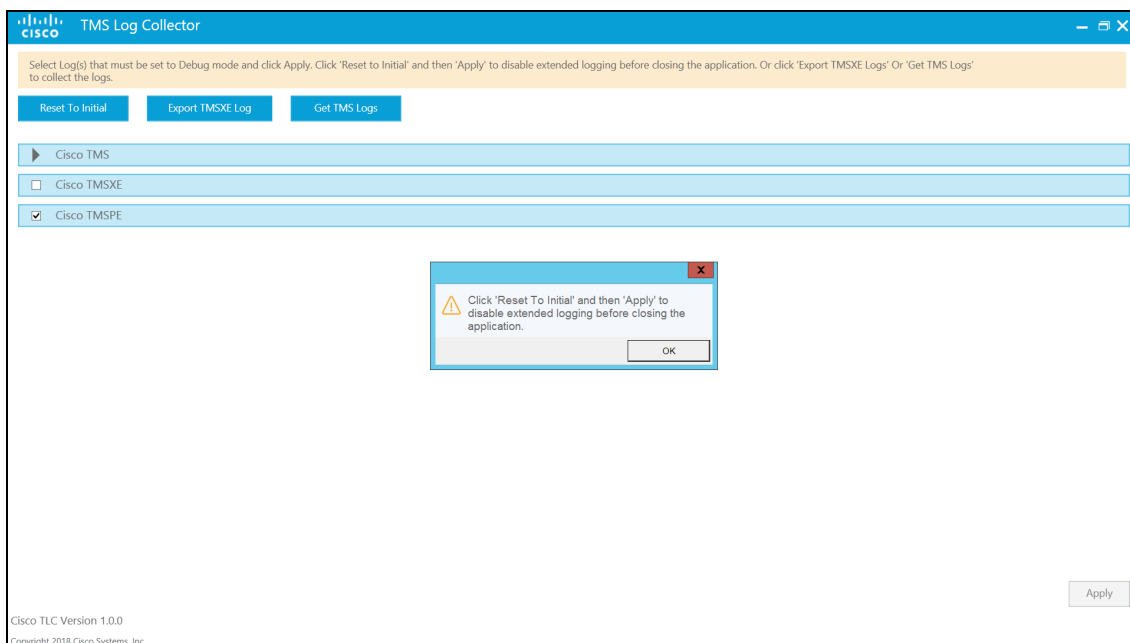 CISCO
TMS Log Collector
Select Log(s) that must be set to Debug mode and click Apply. Click 'Reset to Initial' and then 'Apply' to disable extended logging before closing the application. Or click 'Export TMSXE Logs' Or 'Get TMS Logs'
to collect the logs.
Reset To Initial
Export TMSXE Log
Get TMS Logs
Cisco TMS
Cisco TMSXE
Cisco TMSPE
X
Click 'Reset To Initial' and then 'Apply' to
disable extended logging before closing the
application.
OK
Apply
Cisco TLC Version 1.0.0
Copyright 2018 Cisco Systems, Inc